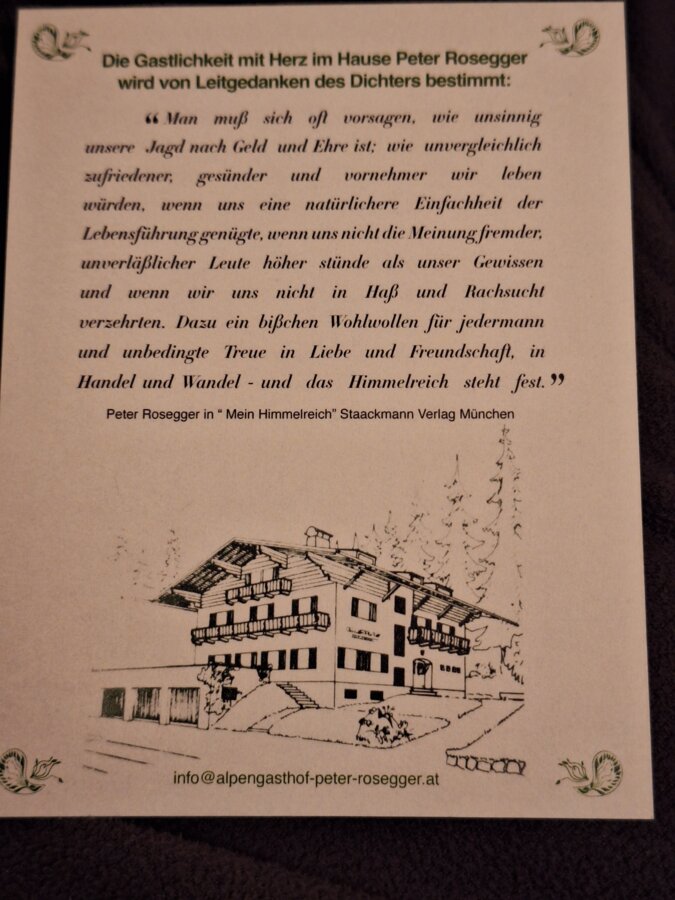 Die Gastlichkeit mit Herz im Hause Peter Rosegger
wird von Leitgedanken des Dichters bestimmt:
“ Man muß sich oft vorsagen, wie unsinnig
unsere Jagd nach Geld und Ehre ist; wie unvergleichlich
zufriedener, gesünder und vornehmer wir leben
würden, wenn uns eine natürlichere Einfachheit der
Lebensführung genügte, wenn uns nicht die Meinung fremder,
unverläßlicher Leute höher stünde als unser Gewissen
und wenn wir uns nicht in Haß und Rachsucht
verzehrten. Dazu ein bißchen Wohlwollen für jedermann
und unbedingte Treue in Liebe und Freundschaft, in
Handel und Wandel - und das Himmelreich steht fest.”
Peter Rosegger in “ Mein Himmelreich” Staackmann Verlag München
info@alpengasthof-peter-rosegger.at